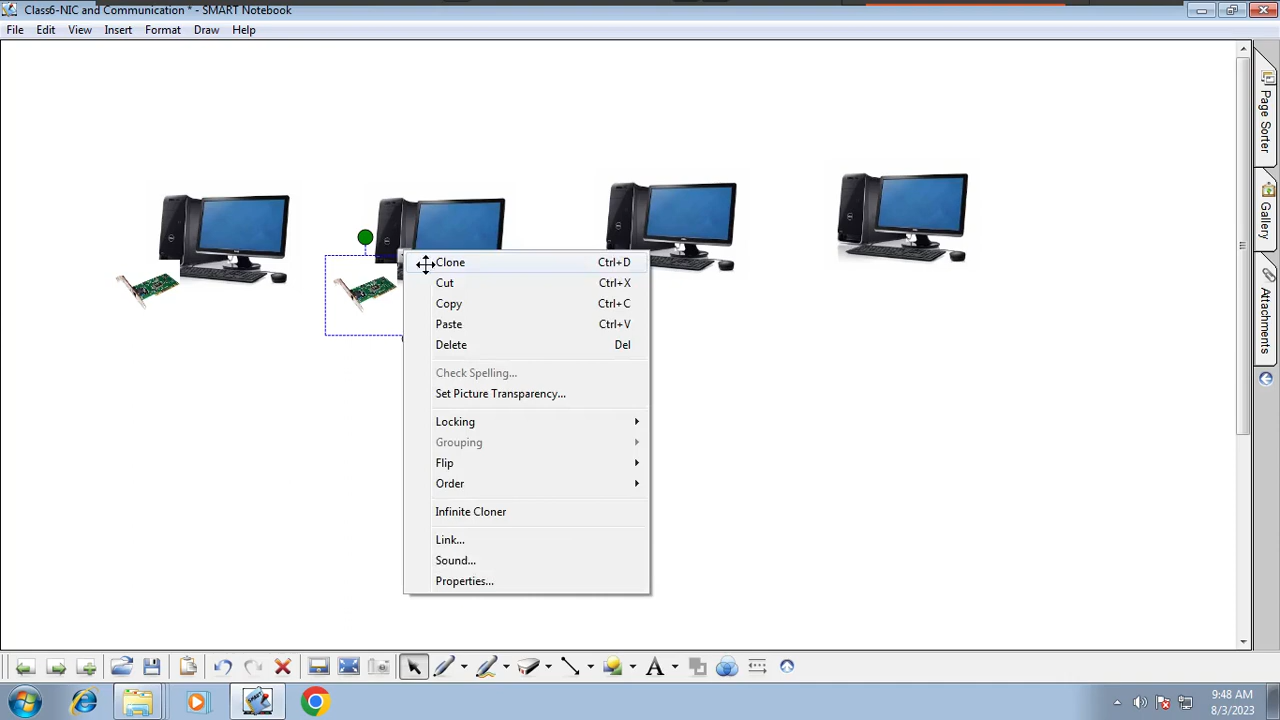 Class6-NIC and Communication * - SMART Notebook
File Edit View Insert Format Draw Help
Page Sorter
Gallery
Attachments
Clone Ctrl+D
Cut Ctrl+X
Copy Ctrl+C
Paste Ctrl+V
Delete Del
Check Spelling...
Set Picture Transparency...
Locking
Grouping
Flip
Order
Infinite Cloner
Link...
Sound...
Properties...
9:48 AM
8/3/2023